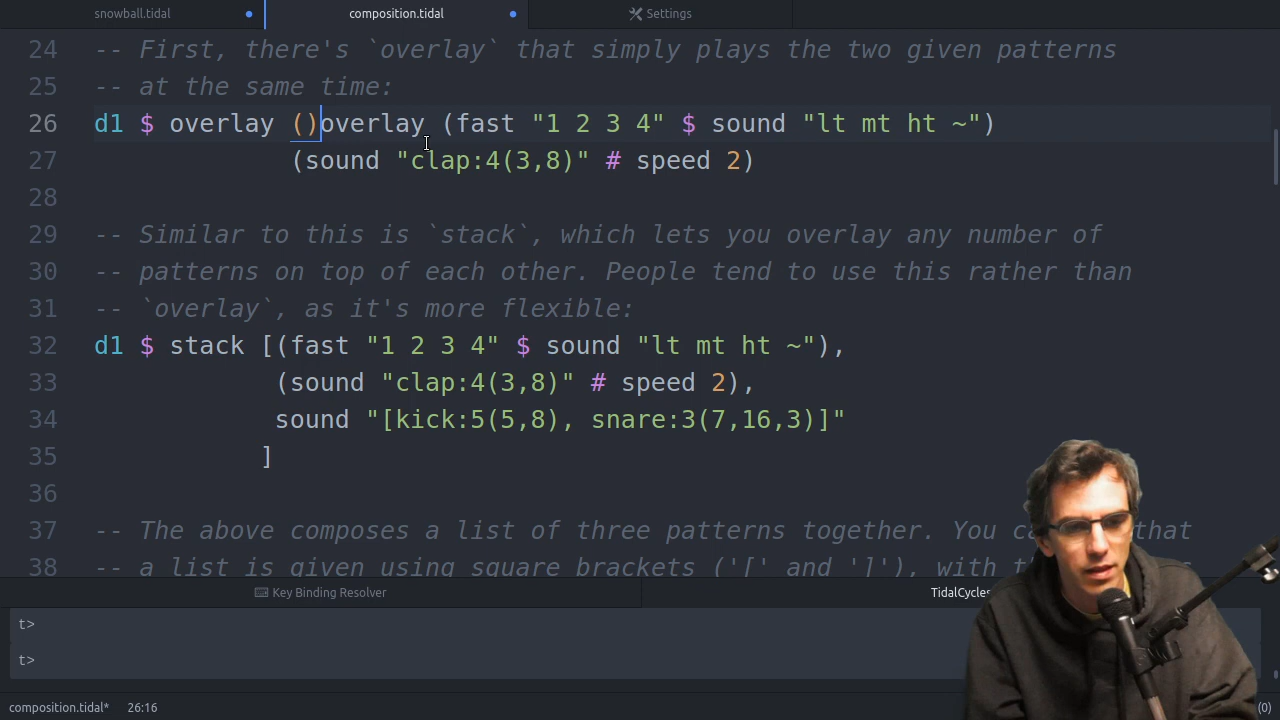 snowball.tidal composition.tidal Settings
24 -- First, there's `overlay` that simply plays the two given patterns
25 -- at the same time:
26 d1 $ overlay ()overlay (fast "1 2 3 4" $ sound "lt mt ht ~")
27 (sound "clap:4(3,8)" # speed 2)
28
29 -- Similar to this is `stack`, which lets you overlay any number of
30 -- patterns on top of each other. People tend to use this rather than
31 -- `overlay`, as it's more flexible:
32 d1 $ stack [(fast "1 2 3 4" $ sound "lt mt ht ~"),
33 (sound "clap:4(3,8)" # speed 2),
34 sound "[kick:5(5,8), snare:3(7,16,3)]"
35 ]
36
37 -- The above composes a list of three patterns together. You that
38 -- a list is given using square brackets ('[' and ']'), with
Key Binding Resolver TidalCycles
t>
t>
composition.tidal* 26:16 (0)